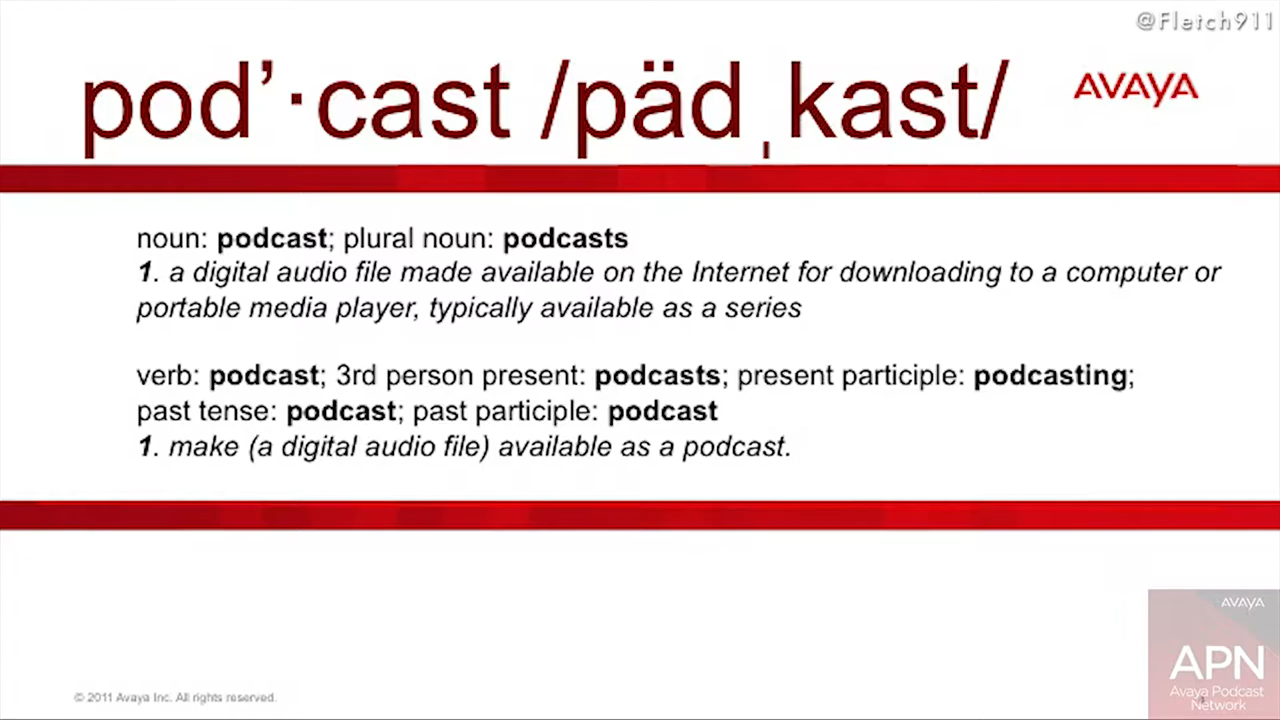 @Fletch911
pod’·cast /pädˌkast/
AVAYA
noun: podcast; plural noun: podcasts
1. a digital audio file made available on the Internet for downloading to a computer or
portable media player, typically available as a series
verb: podcast; 3rd person present: podcasts; present participle: podcasting;
past tense: podcast; past participle: podcast
1. make (a digital audio file) available as a podcast.
© 2011 Avaya Inc. All rights reserved.
AVAYA
APN
Avaya Podcast
Network